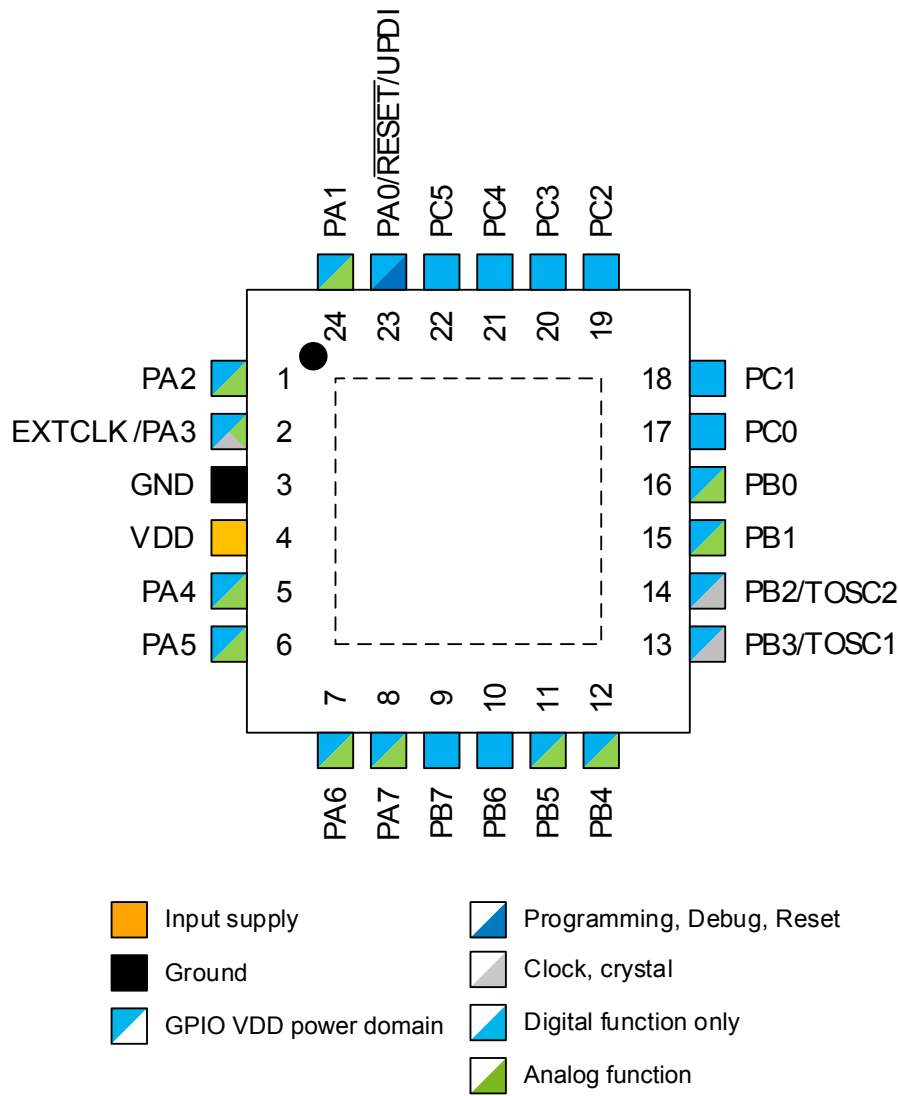 PA1
PA0/RESET/UPDI
PC5
PC4
PC3
PC2
24
23
22
21
20
19
PA2
1
18
PC1
EXTCLK/PA3
2
17
PC0
GND
3
16
PB0
VDD
4
15
PB1
PA4
5
14
PB2/TOSC2
PA5
6
13
PB3/TOSC1
7
8
9
10
11
12
PA6
PA7
PB7
PB6
PB5
PB4
Input supply
Ground
GPIO VDD power domain
Programming, Debug, Reset
Clock, crystal
Digital function only
Analog function